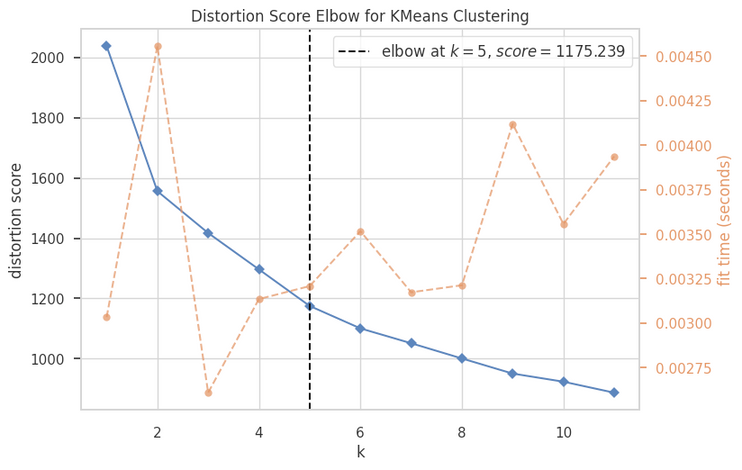 Distortion Score Elbow for KMeans Clustering
elbow at k = 5, score = 1175.239
distortion score
2000
1800
1600
1400
1200
1000
0.00450
0.00425
0.00400
0.00375
0.00350
0.00325
0.00300
0.00275
fit time (seconds)
2 4 6 8 10
k